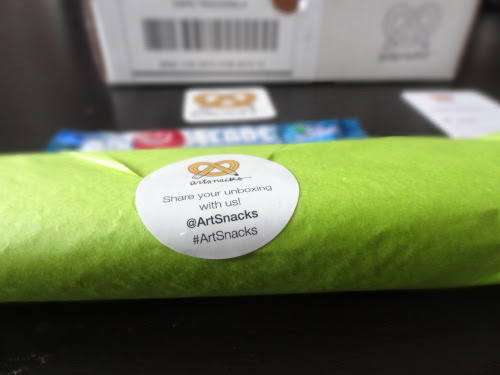 artsnacks
Share your unboxing
with us!
@ArtSnacks
#ArtSnacks